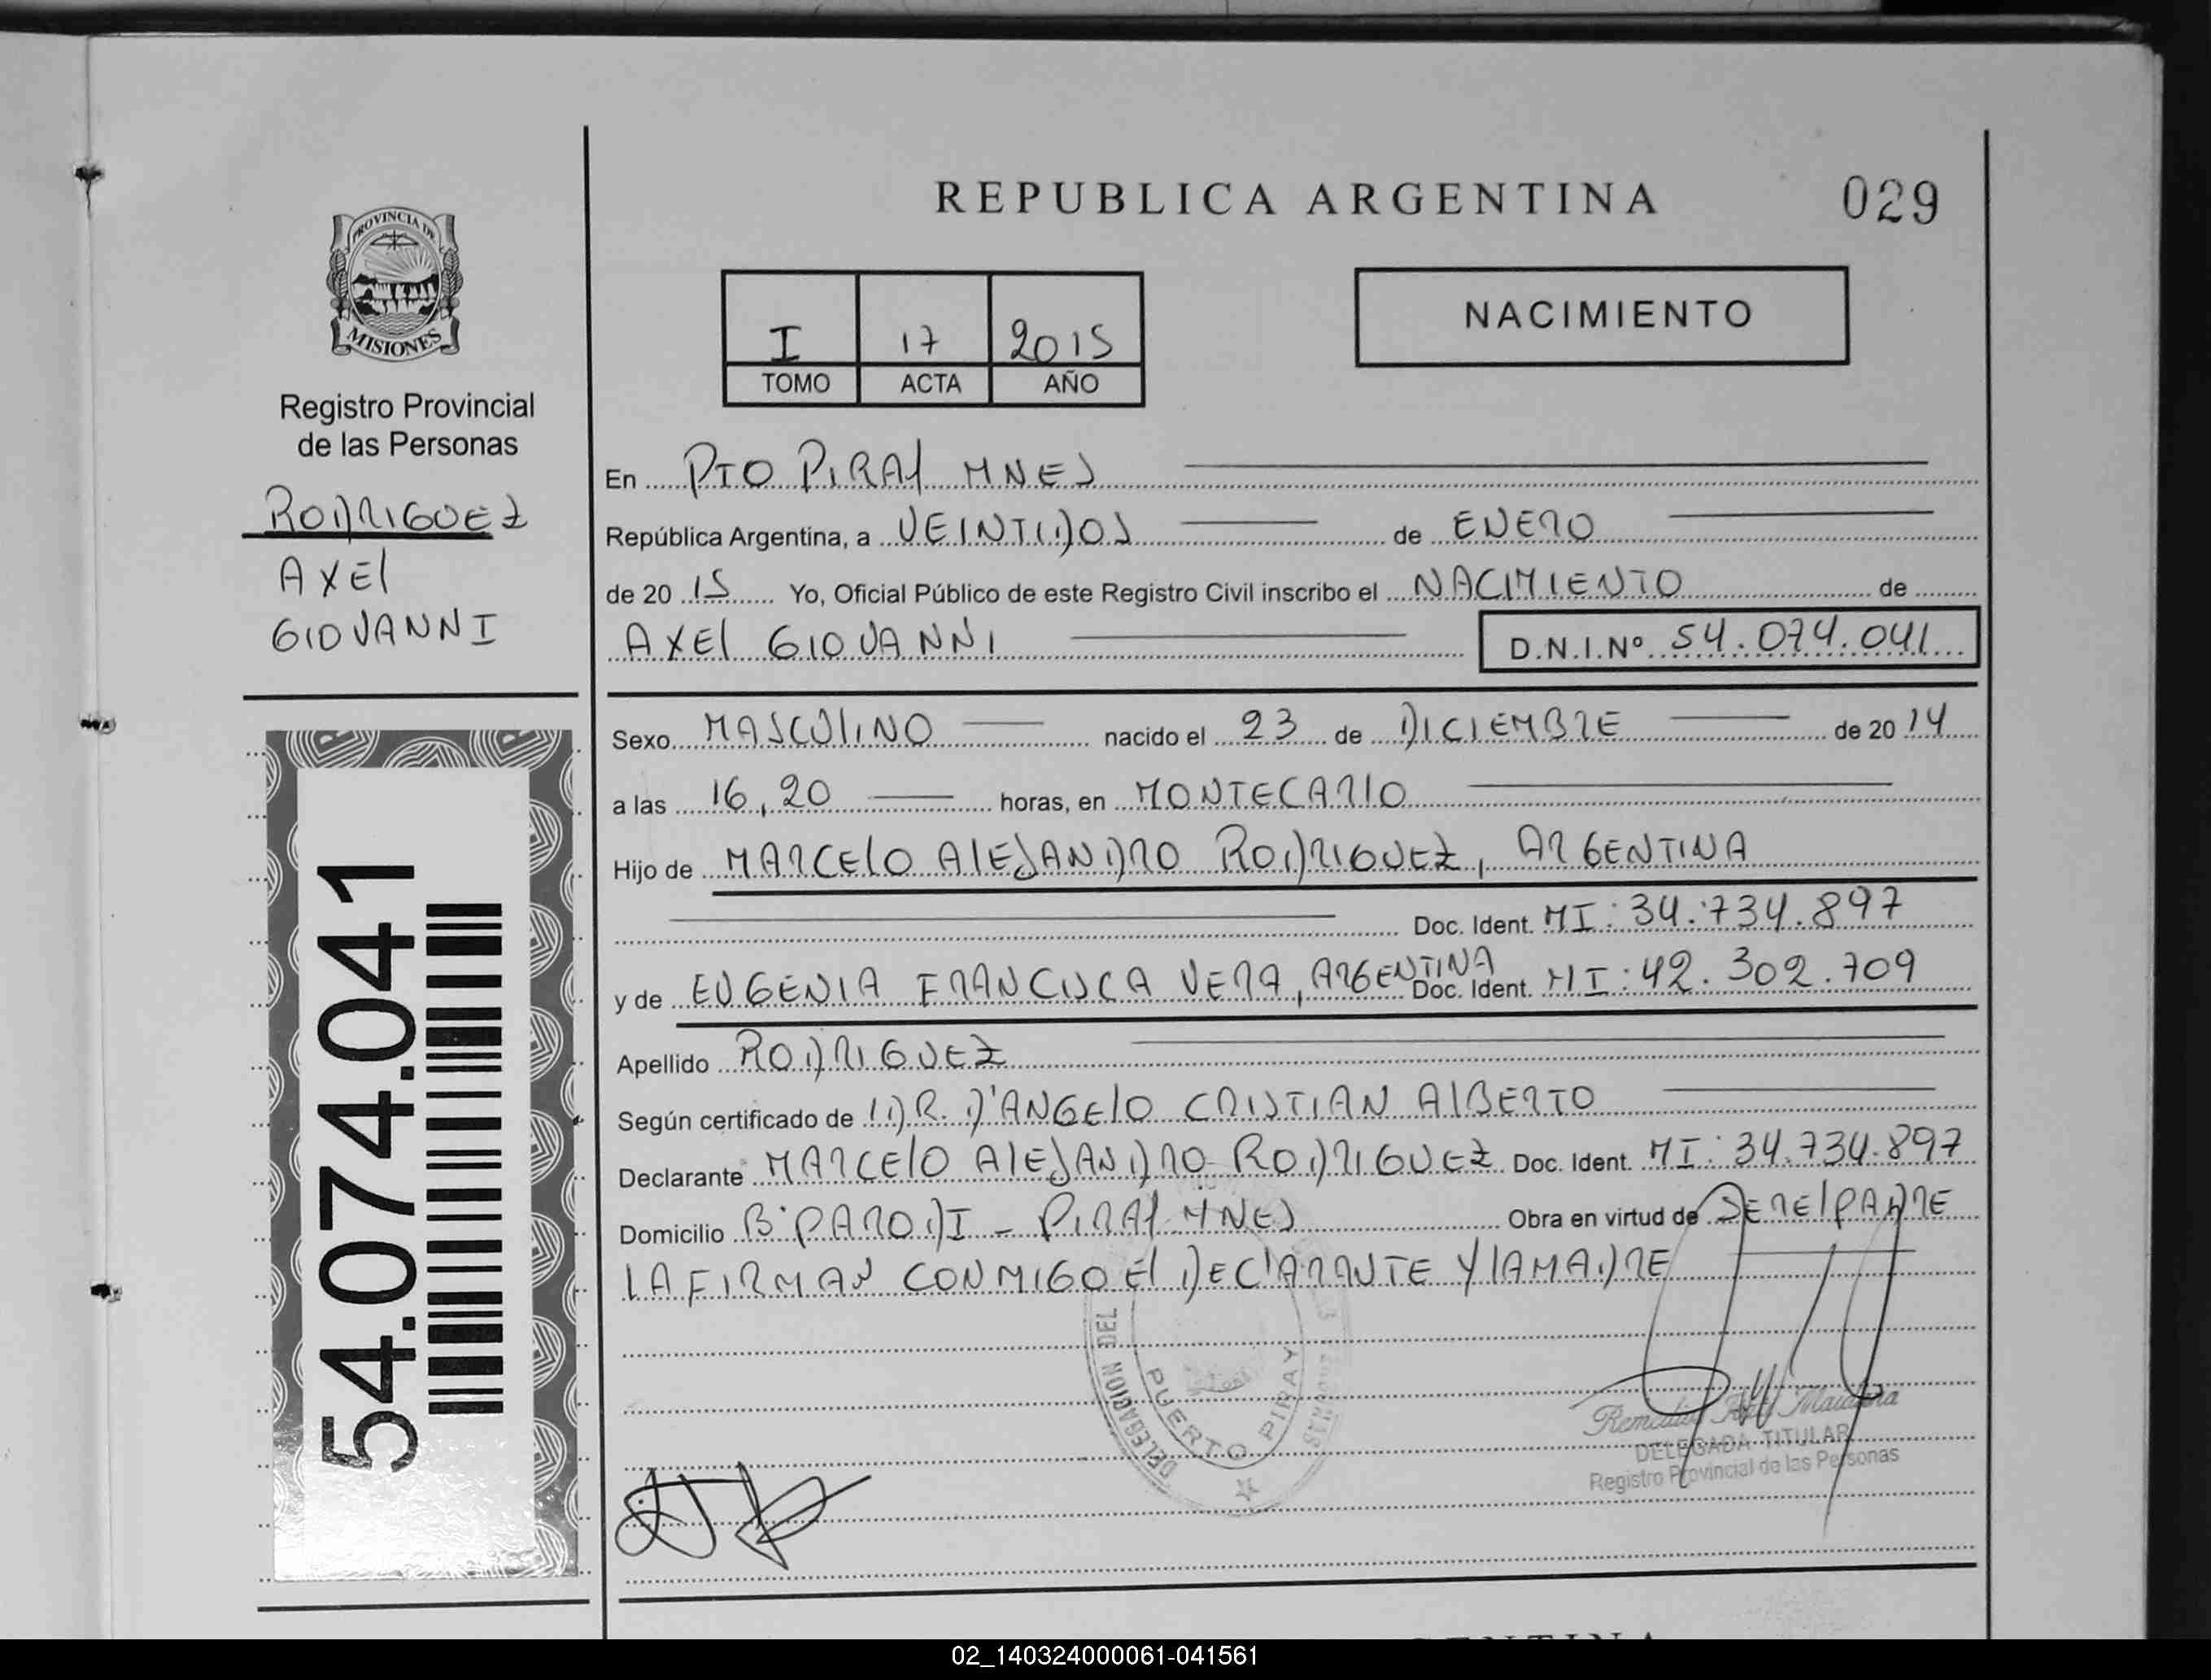 REPUBLICA ARGENTINA
029
PROVINCIA DE
MISIONES
Registro Provincial
de las Personas
RODRIGUEZ
AXEl
GIOVANNI
54.074.041
I 17 2015
TOMO ACTA AÑO
NACIMIENTO
En PTO PIRAY MNES
República Argentina, a VEINTIDOS de ENERO
de 20 15 Yo, Oficial Público de este Registro Civil inscribo el NACIMIENTO de
AXEl GIOVANNI D.N.I.Nº 54.074.041
Sexo MASCULINO nacido el 23 de DICIEMBRE de 20 14
a las 16,20 horas, en MONTECARlO
Hijo de MARCElO AlEJANDRO RODRIGUEZ, ARGENTINA
Doc. Ident. MI: 34.734.897
y de EUGENIA FRANCISCA VERA, ARGENTINA Doc. Ident. MI: 42.302.709
Apellido RODRIGUEZ
Según certificado de DR. D'ANGElO CRISTIAN AlBERTO
Declarante MARCElO AlEJANDRO RODRIGUEZ Doc. Ident. MI: 34.734.897
Domicilio Bº PARODI - PIRAY MNES Obra en virtud de SER El PADRE
LA FIRMAN CONMIGO El DEClARANTE Y lA MADRE
DELEGACION DEL
PUERTO PIRAY
DELEGADA TITULAR
Registro Provincial de las Personas
02_140324000061-041561